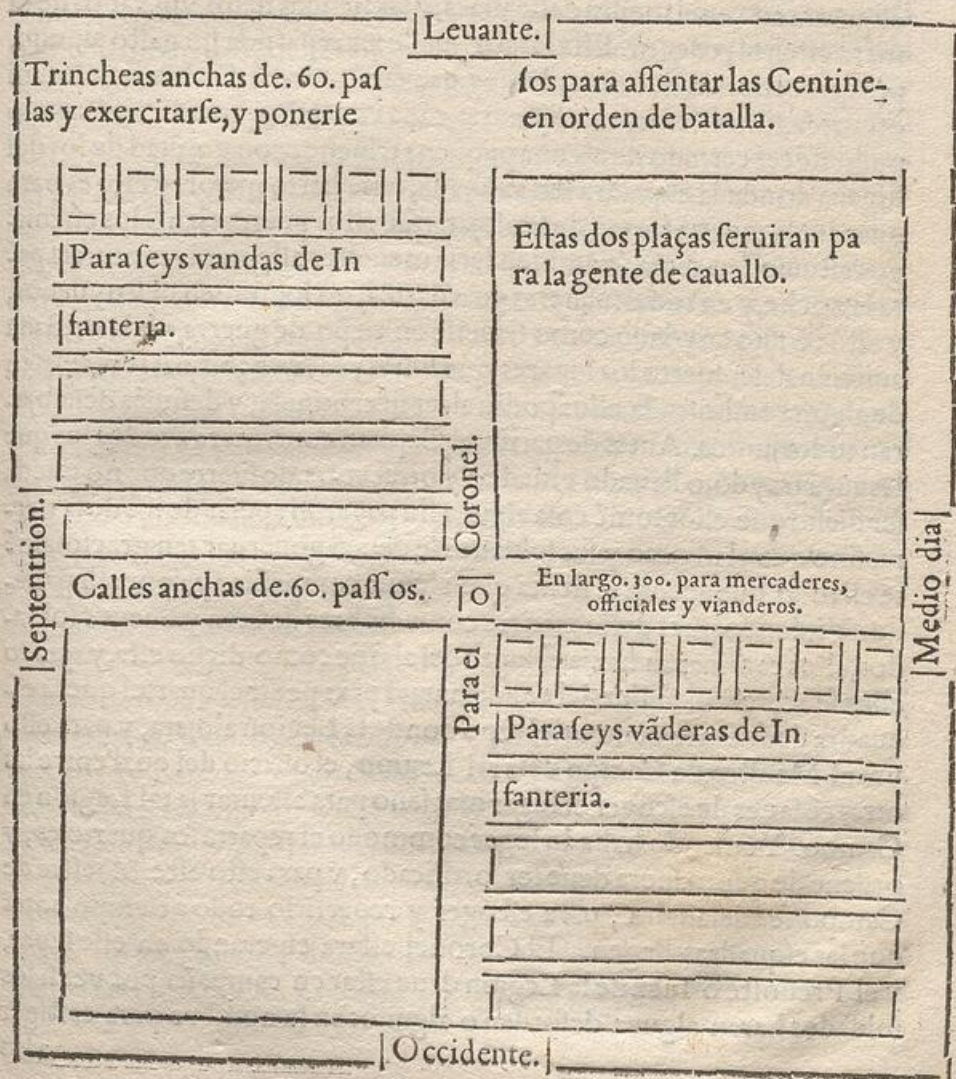 Leuante.
Trincheas anchas de. 60. paſ ſos para aſſentar las Centine-
las y exercitarſe, y ponerſe en orden de batalla.
Para ſeys vandas de In
fanteria.
Eſtas dos plaças ſeruiran pa
ra la gente de cauallo.
Septentrion.
Medio dia
Para el Coronel.
Calles anchas de. 60. paſſ os.
O
En largo. 300. para mercaderes,
officiales y vianderos.
Para ſeys vãderas de In
fanteria.
Occidente.